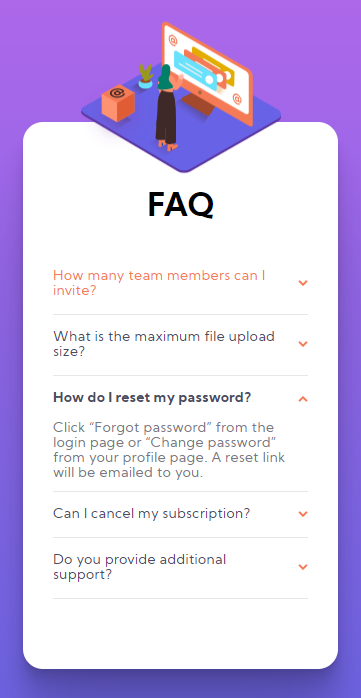 FAQ
How many team members can I
invite?
What is the maximum file upload
size?
How do I reset my password?
Click “Forgot password” from the
login page or “Change password”
from your profile page. A reset link
will be emailed to you.
Can I cancel my subscription?
Do you provide additional
support?